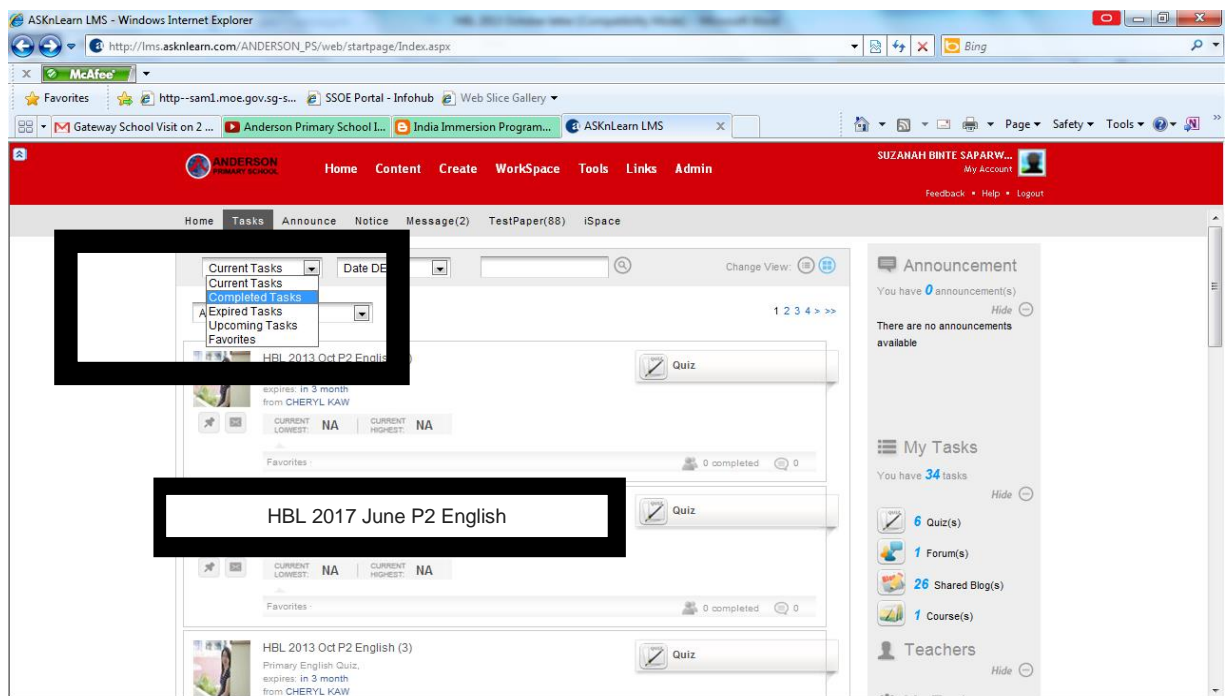 ASKnLearn LMS - Windows Internet Explorer
http://lms.asknlearn.com/ANDERSON_PS/web/startpage/Index.aspx
Bing
X McAfee
Favorites http--sam1.moe.gov.sg-s... SSOE Portal - Infohub Web Slice Gallery
Gateway School Visit on 2 ... Anderson Primary School I... India Immersion Program... ASKnLearn LMS X Page Safety Tools
ANDERSON
PRIMARY SCHOOL
Home Content Create WorkSpace Tools Links Admin
SUZANAH BINTE SAPARW...
My Account
Feedback • Help • Logout
Home Tasks Announce Notice Message(2) TestPaper(88) iSpace
Current Tasks Date DE Change View:
Current Tasks
Completed Tasks
Expired Tasks
Upcoming Tasks
Favorites
1 2 3 4 > >>
HBL 2013 Oct P2 English
Quiz
expires: in 3 month
from CHERYL KAW
CURRENT LOWEST: NA CURRENT HIGHEST: NA
Favorites
0 completed 0
HBL 2017 June P2 English
Quiz
CURRENT LOWEST: NA CURRENT HIGHEST: NA
Favorites
0 completed 0
HBL 2013 Oct P2 English (3)
Quiz
Primary English Quiz,
expires: in 3 month
from CHERYL KAW
Announcement
You have 0 announcement(s)
Hide
There are no announcements
available
My Tasks
You have 34 tasks
Hide
6 Quiz(s)
1 Forum(s)
26 Shared Blog(s)
1 Course(s)
Teachers
Hide